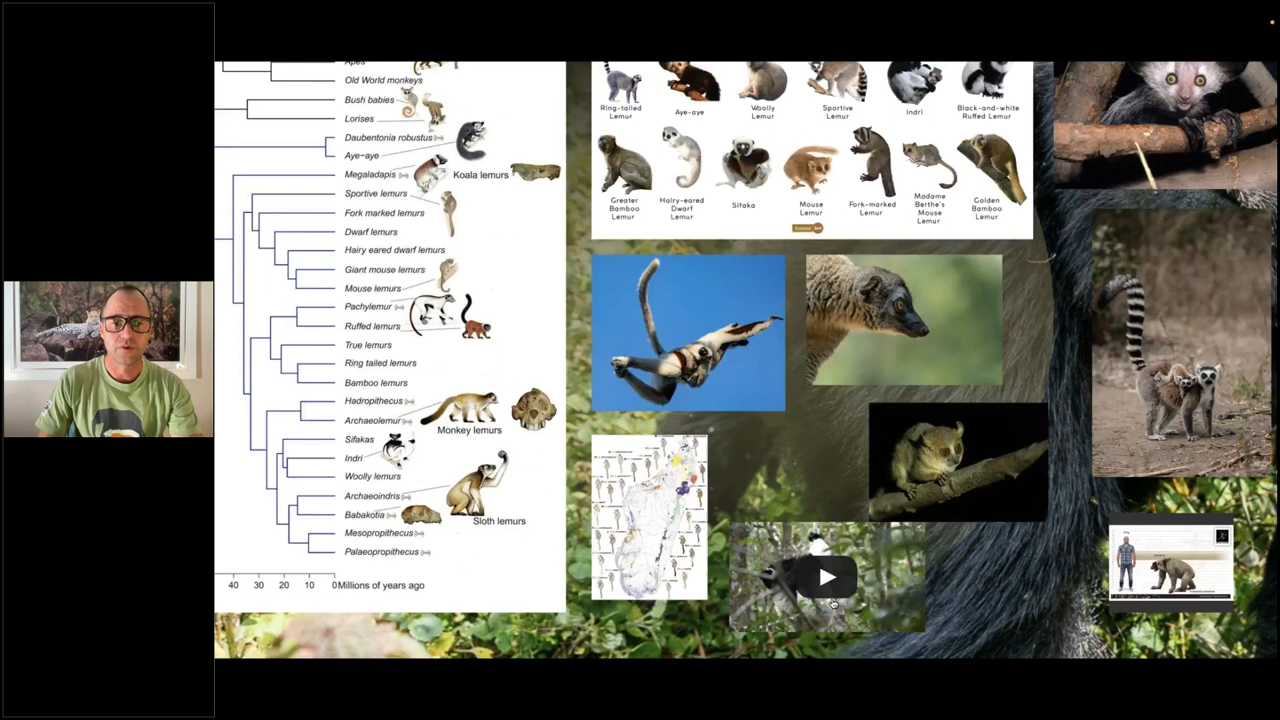 Apes
Old World monkeys
Bush babies
Lorises
Daubentonia robustus
Aye-aye
Megaladapis
Koala lemurs
Sportive lemurs
Fork marked lemurs
Dwarf lemurs
Hairy eared dwarf lemurs
Giant mouse lemurs
Mouse lemurs
Pachylemur
Ruffed lemurs
True lemurs
Ring tailed lemurs
Bamboo lemurs
Hadropithecus
Archaeolemur
Monkey lemurs
Sifakas
Indri
Woolly lemurs
Archaeoindris
Babakotia
Sloth lemurs
Mesopropithecus
Palaeopropithecus
40 30 20 10 0 Millions of years ago
Ring-tailed
Lemur
Aye-aye
Woolly
Lemur
Sportive
Lemur
Indri
Black-and-white
Ruffed Lemur
Greater
Bamboo
Lemur
Hairy-eared
Dwarf
Lemur
Sifaka
Mouse
Lemur
Fork-marked
Lemur
Madame
Berthe's
Mouse
Lemur
Golden
Bamboo
Lemur